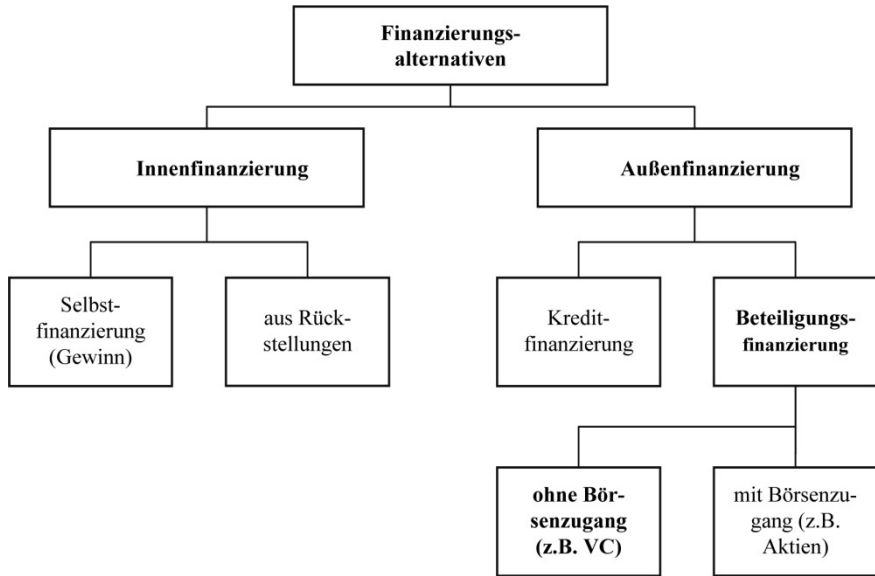 Finanzierungs-
alternativen
Innenfinanzierung
Außenfinanzierung
Selbst-
finanzierung
(Gewinn)
aus Rück-
stellungen
Kredit-
finanzierung
Beteiligungs-
finanzierung
ohne Bör-
senzugang
(z.B. VC)
mit Börsenzu-
gang (z.B.
Aktien)